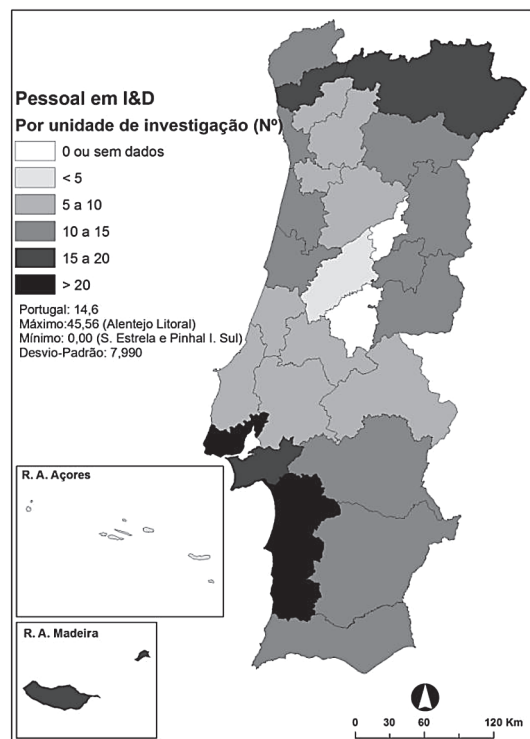 Pessoal em I&D
Por unidade de investigação (Nº)
0 ou sem dados
< 5
5 a 10
10 a 15
15 a 20
> 20
Portugal: 14,6
Máximo:45,56 (Alentejo Litoral)
Mínimo: 0,00 (S. Estrela e Pinhal I. Sul)
Desvio-Padrão: 7,990
R. A. Açores
R. A. Madeira
0 30 60 120 Km